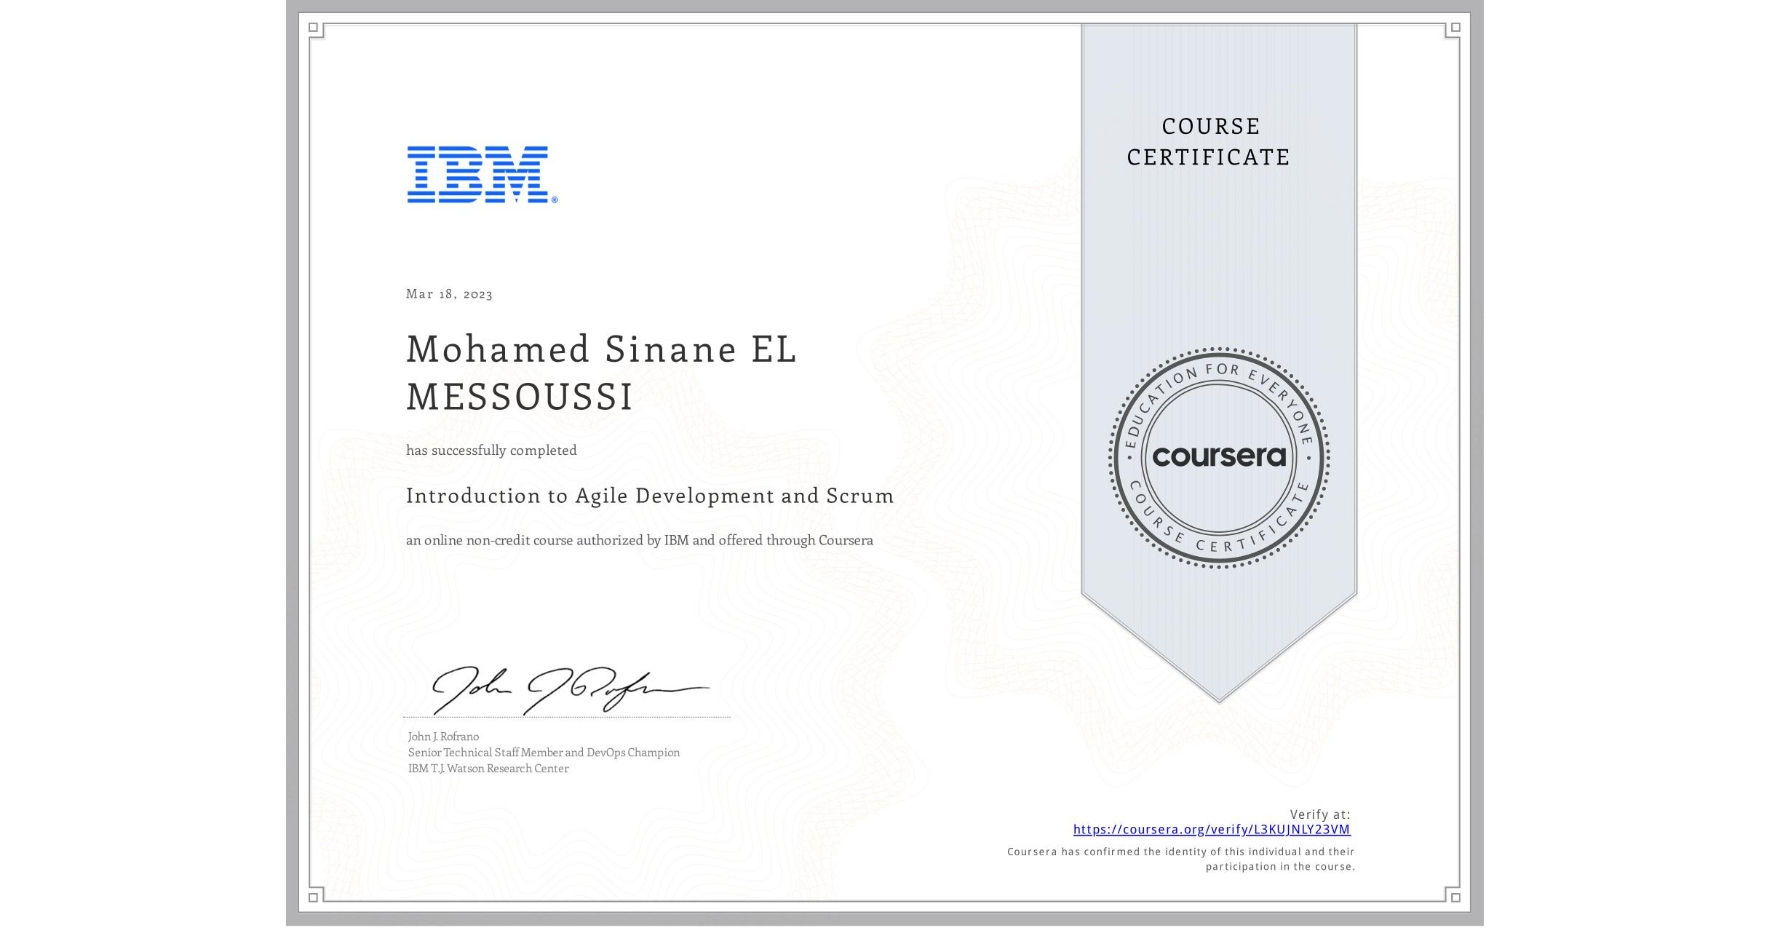 COURSE
CERTIFICATE
IBM®
Mar 18, 2023
Mohamed Sinane EL
MESSOUSSI
has successfully completed
Introduction to Agile Development and Scrum
an online non-credit course authorized by IBM and offered through Coursera
EDUCATION FOR EVERYONE
coursera
COURSE CERTIFICATE
John J Rofrano
John J. Rofrano
Senior Technical Staff Member and DevOps Champion
IBM T.J. Watson Research Center
Verify at:
https://coursera.org/verify/L3KUJNLY23VM
Coursera has confirmed the identity of this individual and their
participation in the course.